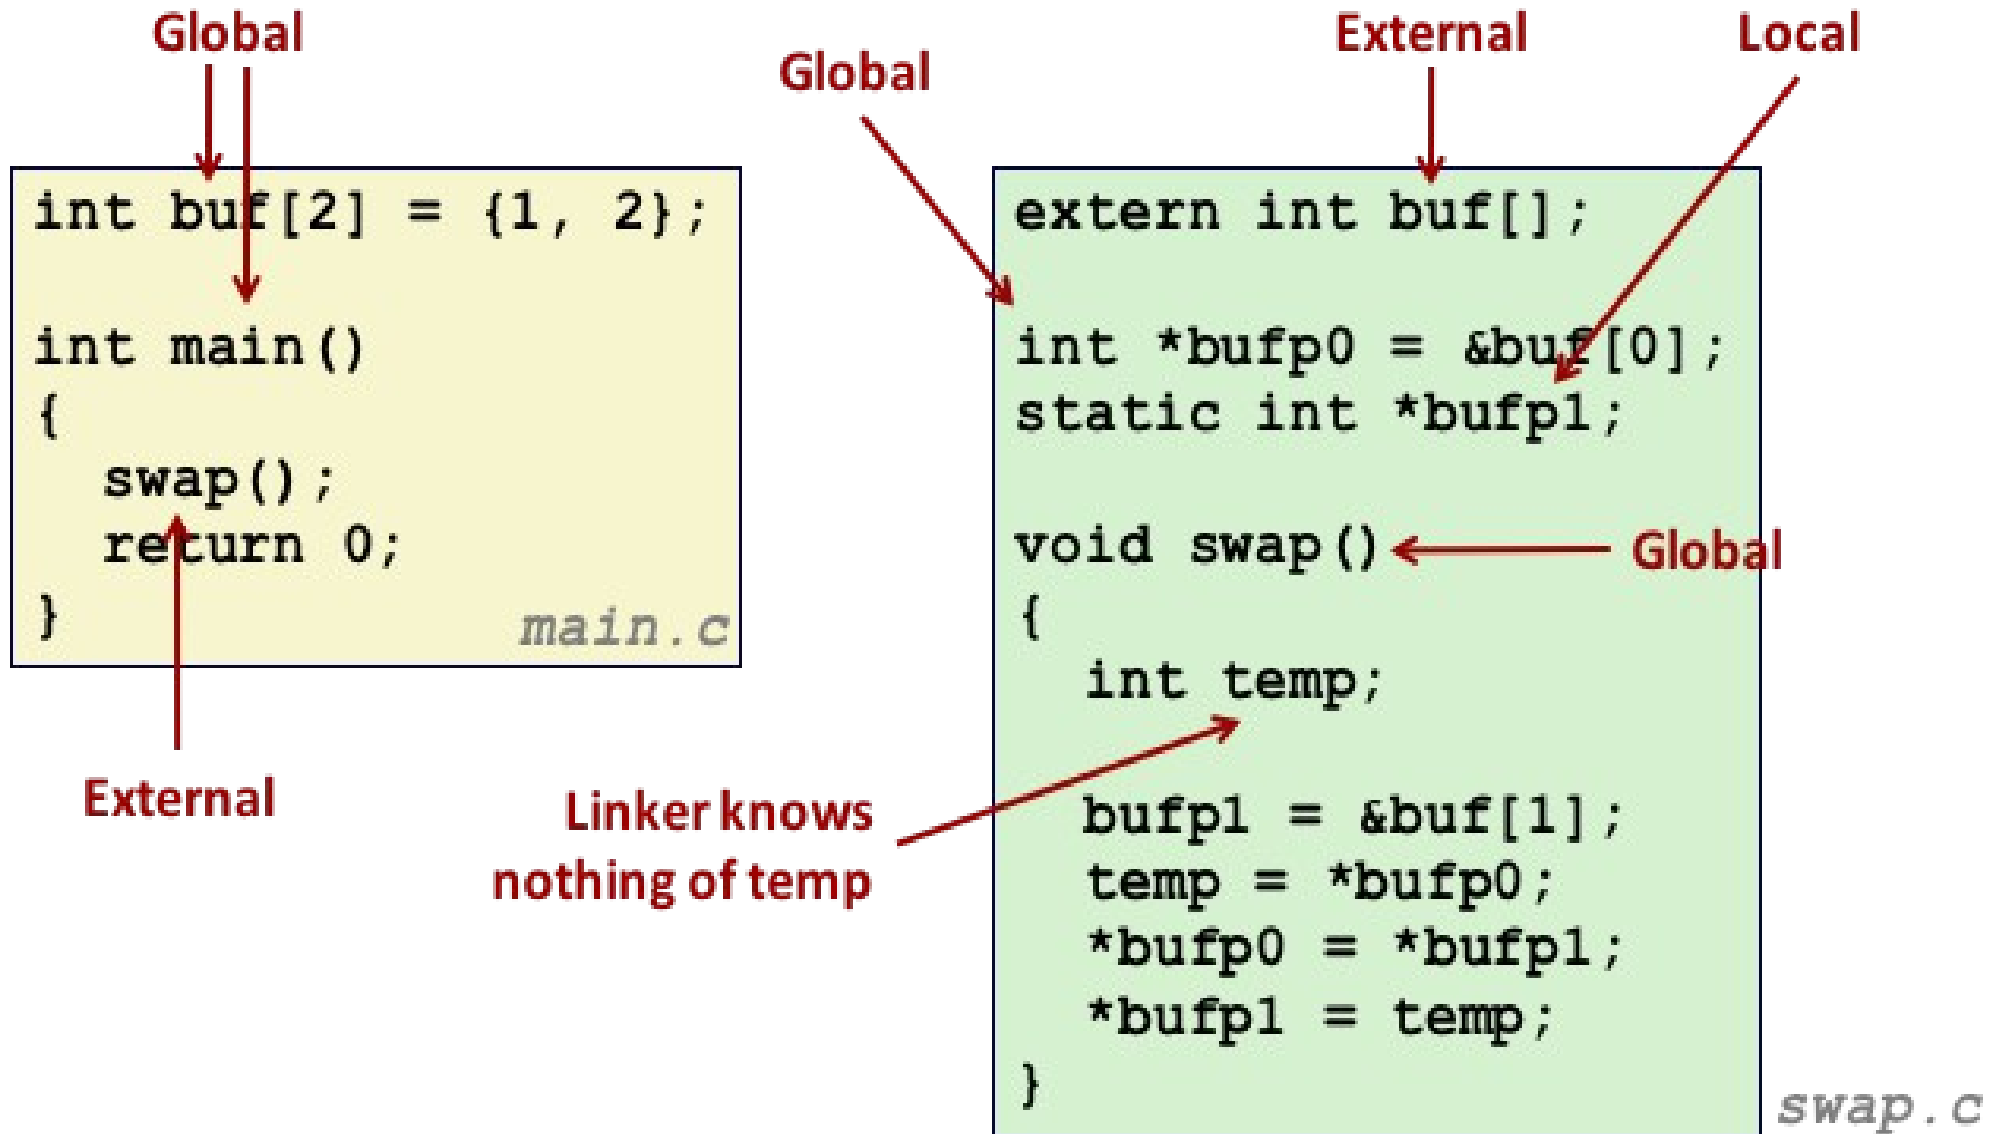 Global
int buf[2] = {1, 2};
int main()
{
  swap();
  return 0;
}
main.c
External
Global
External
Local
extern int buf[];
int *bufp0 = &buf[0];
static int *bufp1;
void swap()
Global
{
  int temp;
Linker knows
nothing of temp
  bufp1 = &buf[1];
  temp = *bufp0;
  *bufp0 = *bufp1;
  *bufp1 = temp;
}
swap.c